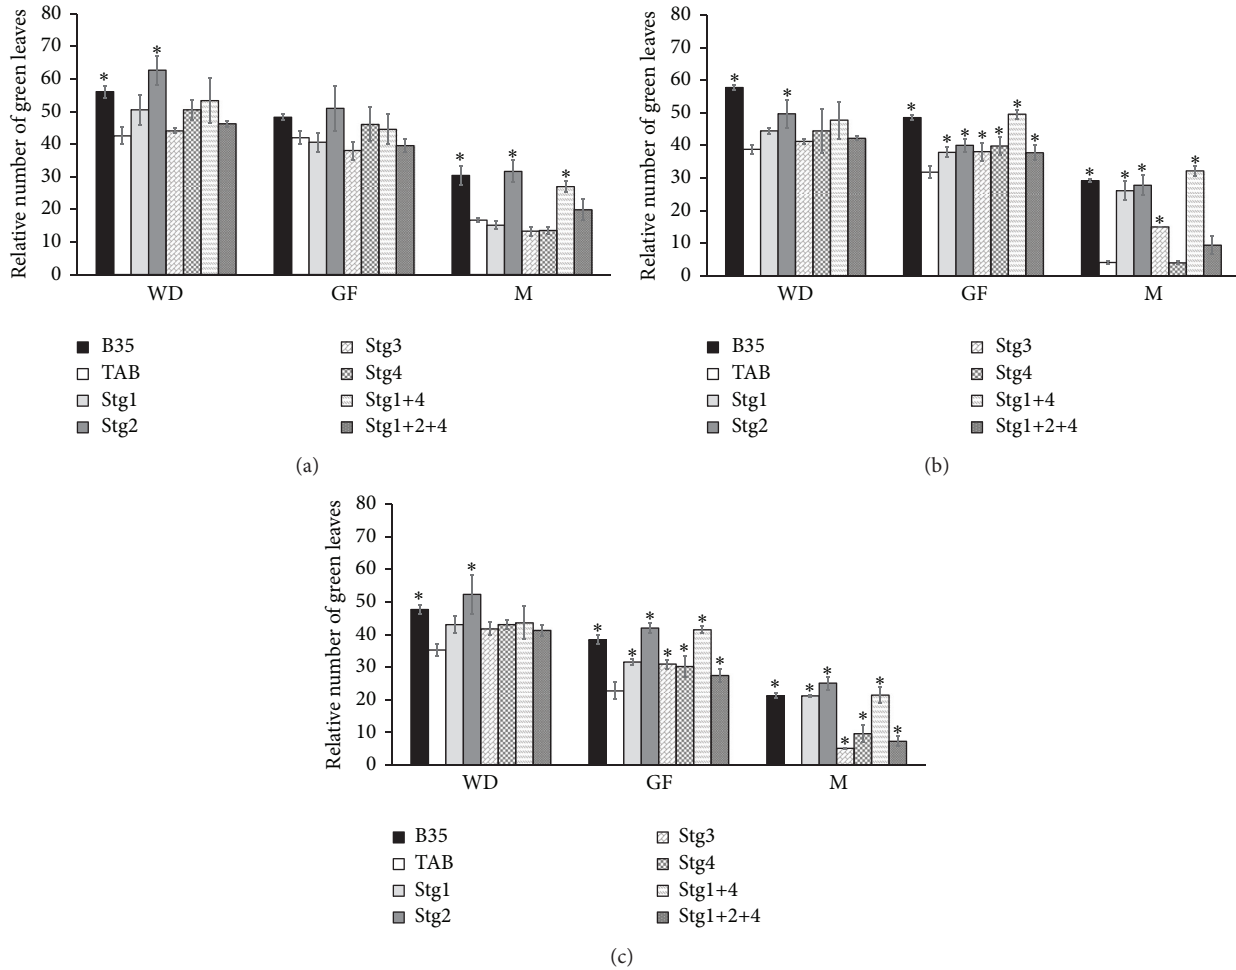 Relative number of green leaves
80
70
60
50
40
30
20
10
0
* * * * *
WD GF M
B35 Stg3
TAB Stg4
Stg1 Stg1+4
Stg2 Stg1+2+4
(a)
Relative number of green leaves
80
70
60
50
40
30
20
10
0
* * * * * * * * * * * * * *
WD GF M
B35 Stg3
TAB Stg4
Stg1 Stg1+4
Stg2 Stg1+2+4
(b)
Relative number of green leaves
80
70
60
50
40
30
20
10
0
* * * * * * * * * * * * * * * *
WD GF M
B35 Stg3
TAB Stg4
Stg1 Stg1+4
Stg2 Stg1+2+4
(c)